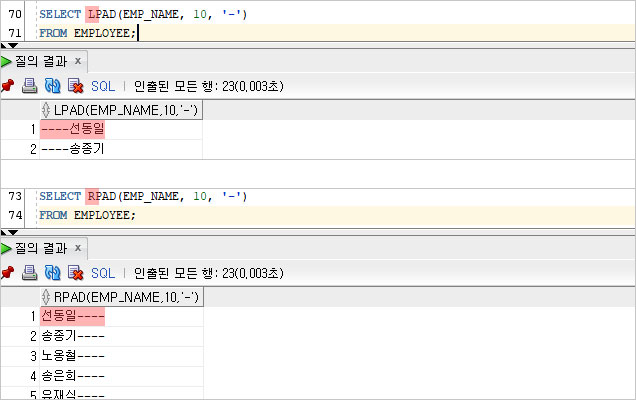 70 SELECT LPAD(EMP_NAME, 10, '-')
71 FROM EMPLOYEE;
질의 결과 x
SQL | 인출된 모든 행: 23(0,003초)
LPAD(EMP_NAME,10,'-')
1 ----선동일
2 ----송종기
73 SELECT RPAD(EMP_NAME, 10, '-')
74 FROM EMPLOYEE;
질의 결과 x
SQL | 인출된 모든 행: 23(0,003초)
RPAD(EMP_NAME,10,'-')
1 선동일----
2 송종기----
3 노옹철----
4 송은희----
5 유재식----